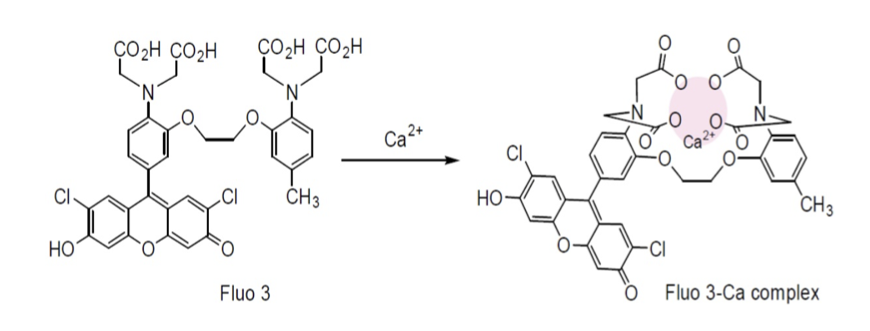 CO₂H CO₂H CO₂H CO₂H
N N
O O
Cl Cl
CH₃
HO O O
Fluo 3
Ca²⁺
O O
O O
N N
O O
O Ca²⁺ O
O O
Cl
HO
CH₃
O Cl
O
Fluo 3-Ca complex